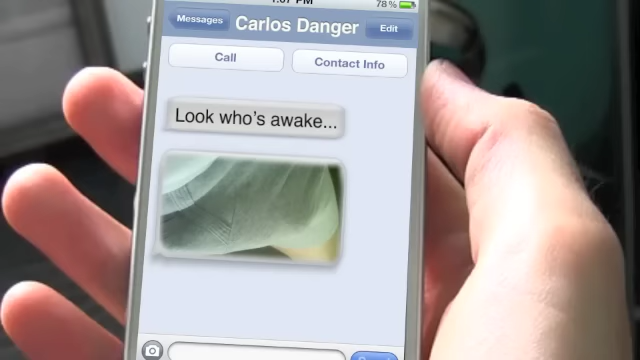 78%
Messages
Carlos Danger
Edit
Call
Contact Info
Look who's awake...